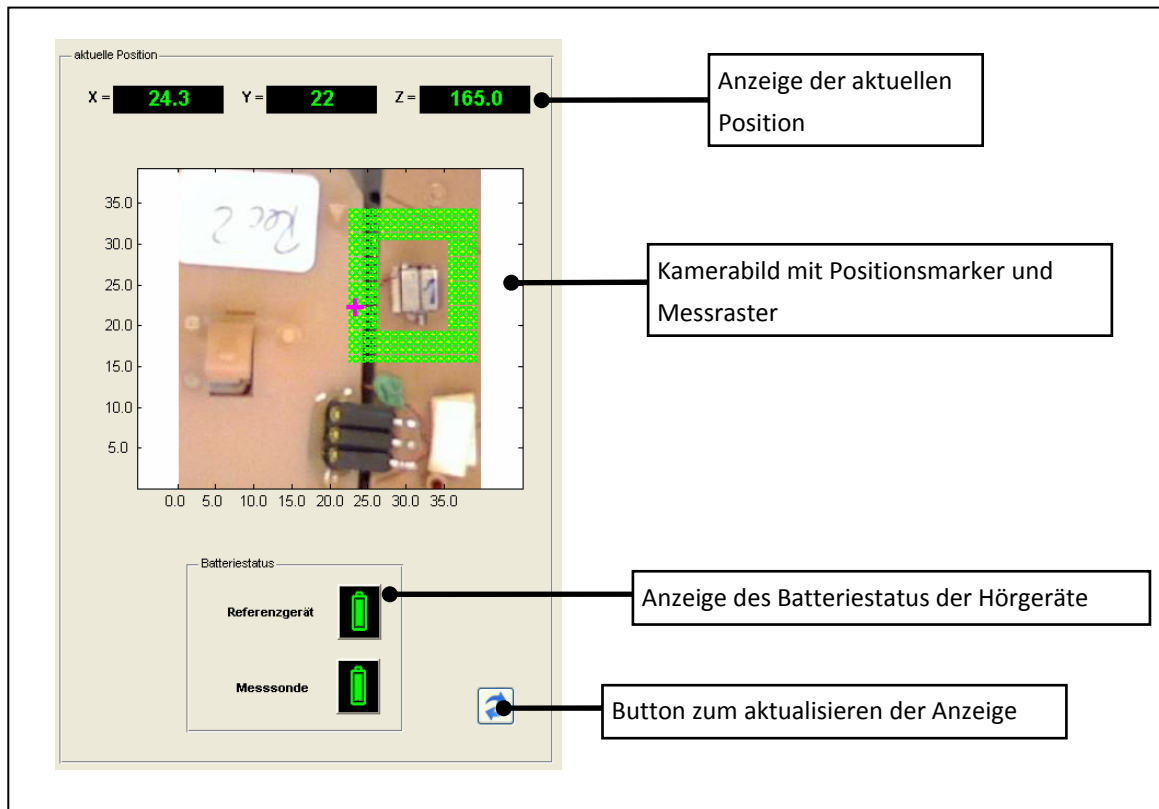 aktuelle Position
X = 24.3 Y = 22 Z = 165.0
Anzeige der aktuellen
Position
35.0
30.0
25.0
20.0
15.0
10.0
5.0
0.0 5.0 10.0 15.0 20.0 25.0 30.0 35.0
Rec 2
Kamerabild mit Positionsmarker und
Messraster
Batteriestatus
Referenzgerät
Messsonde
Anzeige des Batteriestatus der Hörgeräte
Button zum aktualisieren der Anzeige